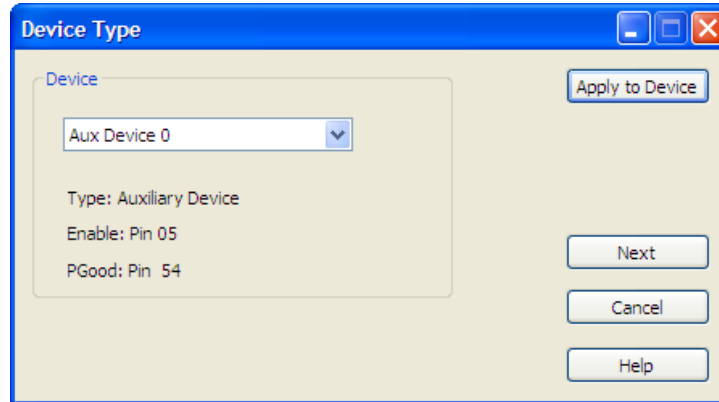 Device Type
Device
Apply to Device
Aux Device 0
Type: Auxiliary Device
Enable: Pin 05
PGood: Pin  54
Next
Cancel
Help